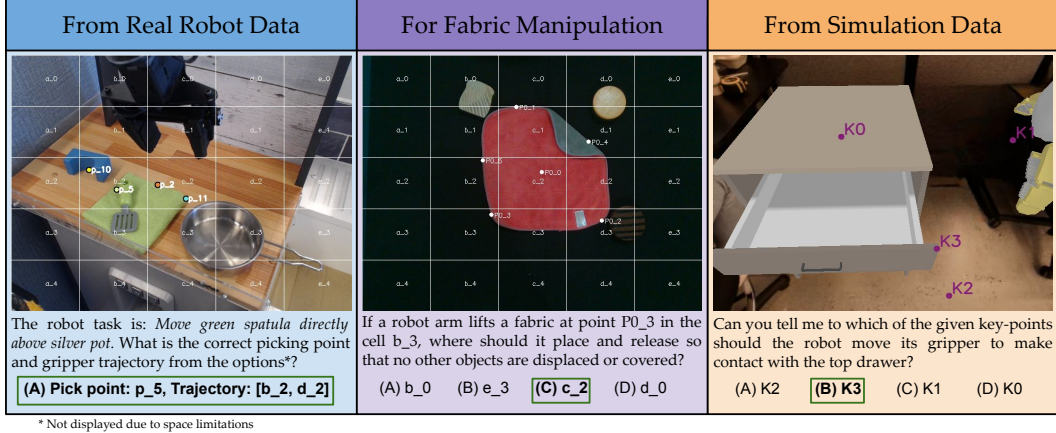 From Real Robot Data
For Fabric Manipulation
From Simulation Data
a_0 b_0 c_0 d_0 e_0
a_1 b_1 c_1 d_1 e_1
p_10
p_5
p_2
p_11
a_2 b_2 c_2 d_2 e_2
a_3 b_3 c_3 d_3 e_3
a_4 b_4 c_4 d_4 e_4
a_0 b_0 c_0 d_0 e_0
P0_1
a_1 b_1 c_1 d_1 e_1
P0_4
P0_5
P0_0
a_2 b_2 c_2 d_2 e_2
P0_3
P0_2
a_3 b_3 c_3 d_3 e_3
a_4 b_4 c_4 d_4 e_4
K0
K1
K3
K2
The robot task is: Move green spatula directly
above silver pot. What is the correct picking point
and gripper trajectory from the options*?
(A) Pick point: p_5, Trajectory: [b_2, d_2]
If a robot arm lifts a fabric at point P0_3 in the
cell b_3, where should it place and release so
that no other objects are displaced or covered?
(A) b_0 (B) e_3 (C) c_2 (D) d_0
Can you tell me to which of the given key-points
should the robot move its gripper to make
contact with the top drawer?
(A) K2 (B) K3 (C) K1 (D) K0
* Not displayed due to space limitations